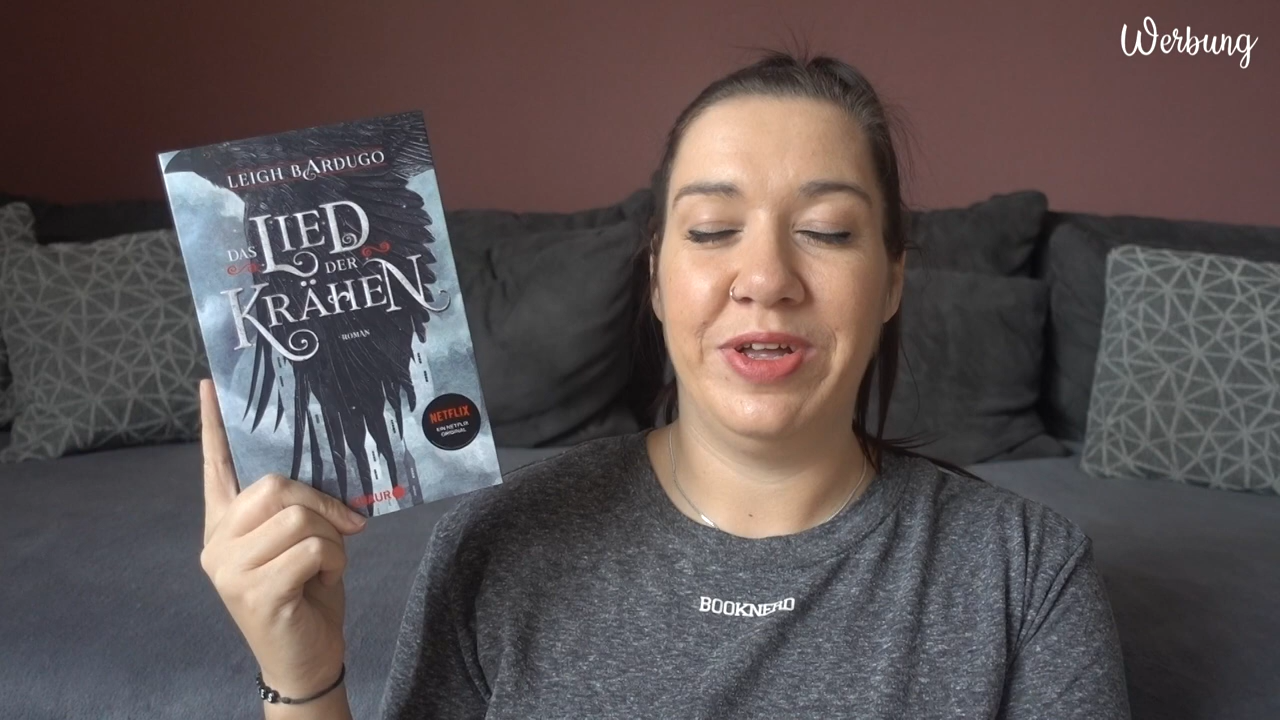 Werbung
LEIGH BARDUGO
DAS LIED
DER
KRÄHEN
ROMAN
NETFLIX
EIN NETFLIX
ORIGINAL
BOOKNERD